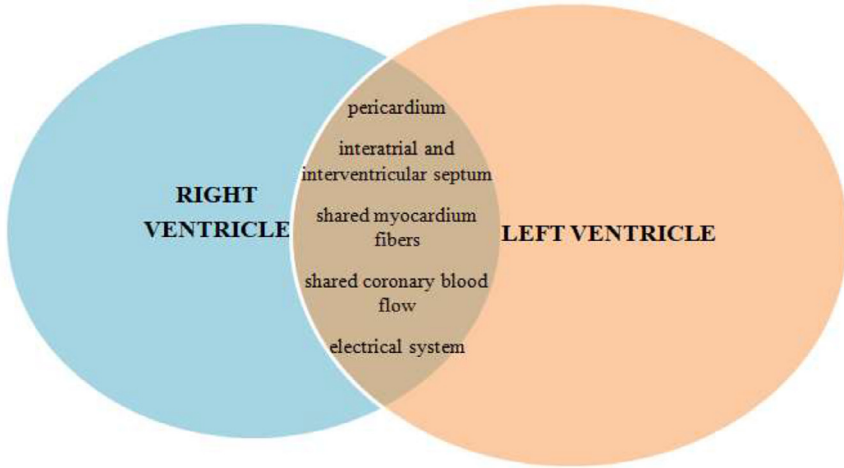 pericardium
interatrial and
interventricular septum
RIGHT
VENTRICLE
shared myocardium
fibers
LEFT VENTRICLE
shared coronary blood
flow
electrical system